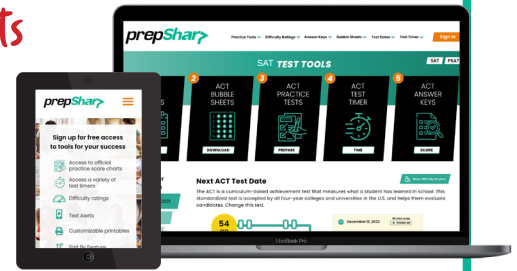 ts
prepSharp
Practice Tests
Difficulty Ratings
Answer Keys
Bubble Sheets
Test Dates
Test Timer
Sign In
SAT TEST TOOLS
SAT
PSAT
S
2
ACT
BUBBLE
SHEETS
DOWNLOAD
3
ACT
PRACTICE
TESTS
PREPARE
4
ACT
TEST
TIMER
TIME
5
ACT
ANSWER
KEYS
SCORE
Next ACT Test Date
The ACT is a curriculum-based achievement test that measures what a student has learned in school. This
standardized test is accepted by all four-year colleges and universities in the U.S. and helps them evaluate
candidates. Change this text.
54
December 10, 2022
MacBook Pro
prepSharp
Sign up for free access
to tools for your success
Access to official
practice score charts
Access a variety of
test timers
Difficulty ratings
Test Alerts
Customizable printables
Sort By Feature